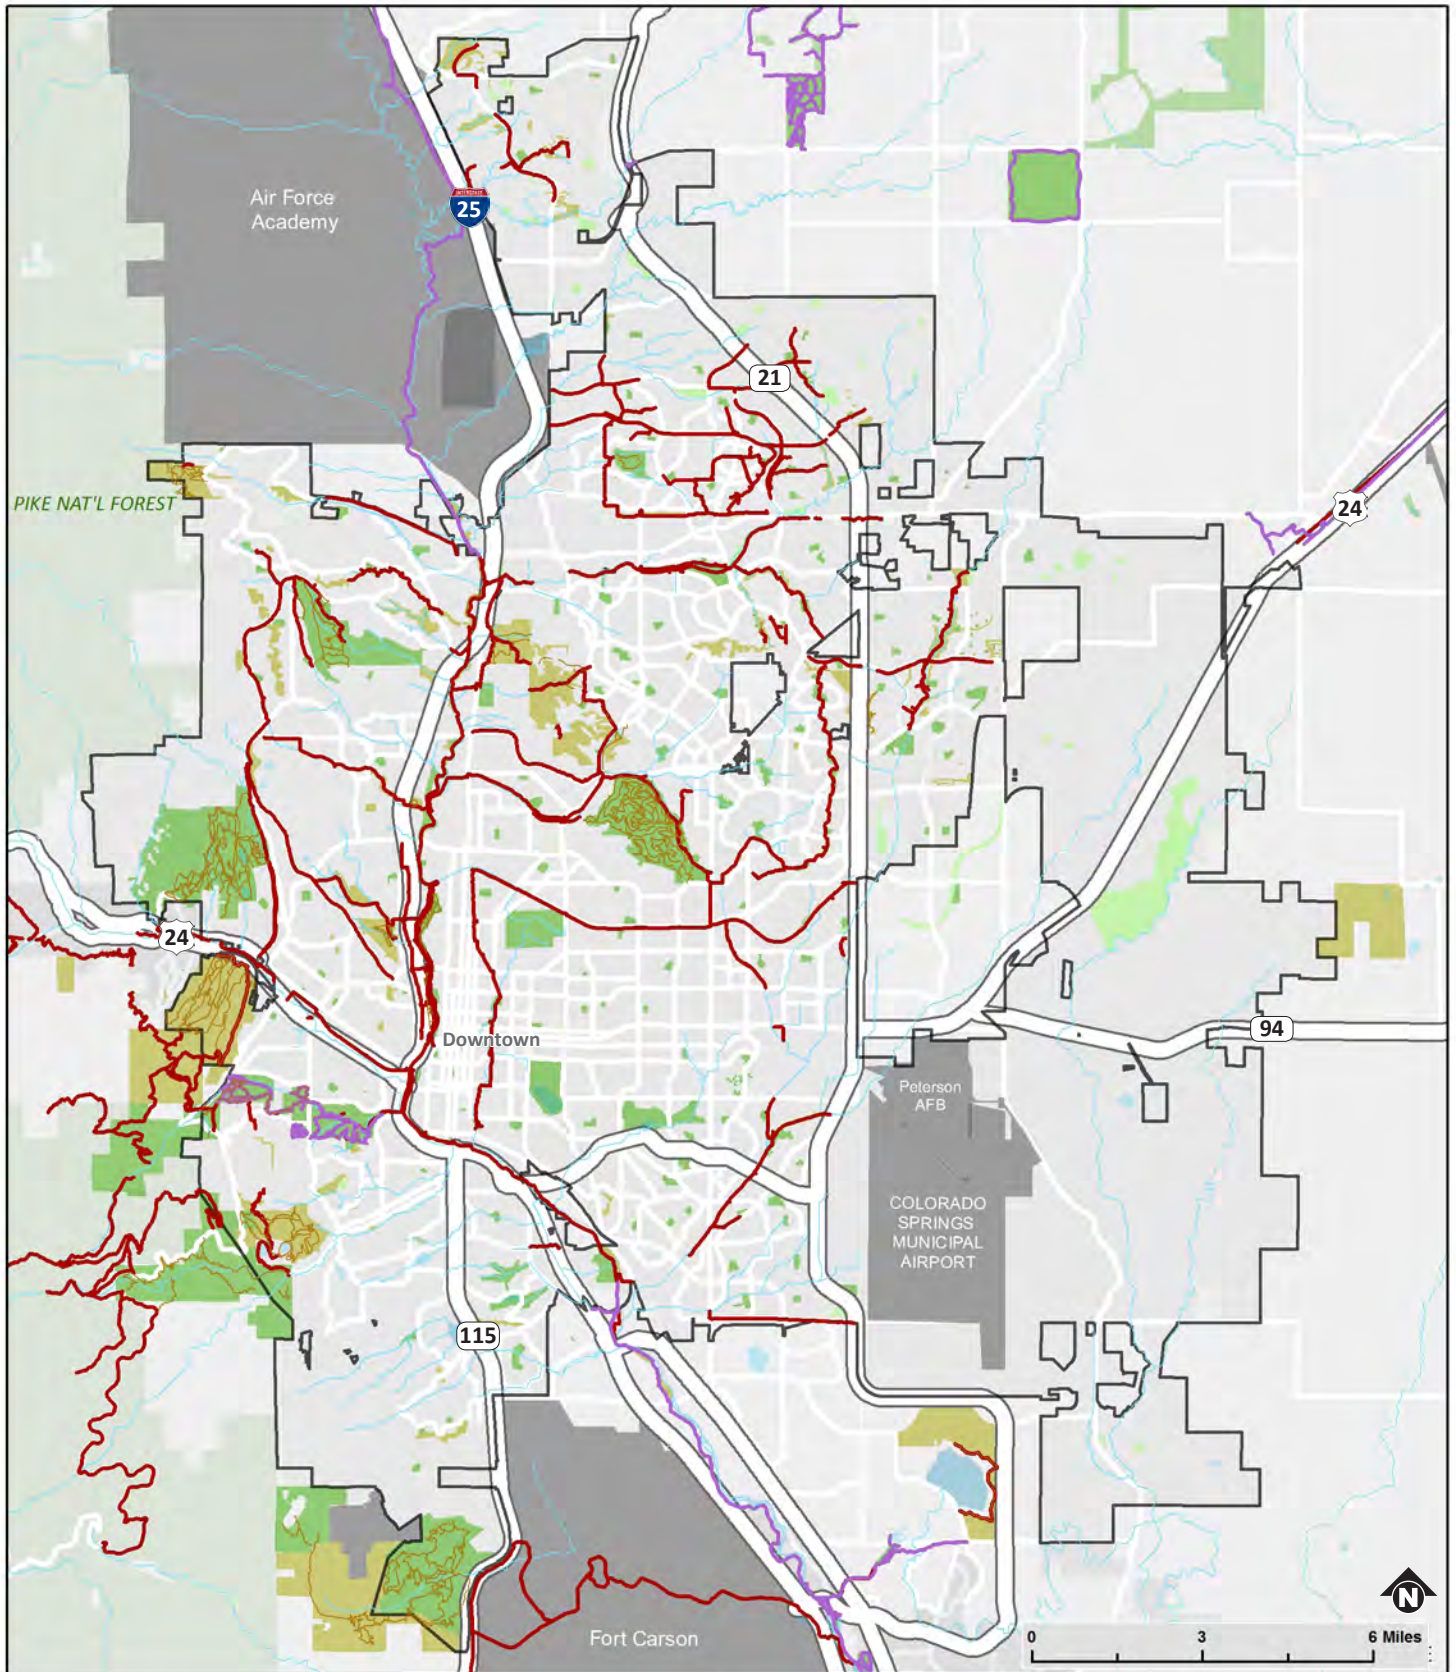 Air Force
Academy
INTERSTATE
25
21
PIKE NAT'L FOREST
24
24
Downtown
94
Peterson
AFB
COLORADO
SPRINGS
MUNICIPAL
AIRPORT
115
N
0 3 6 Miles
Fort Carson